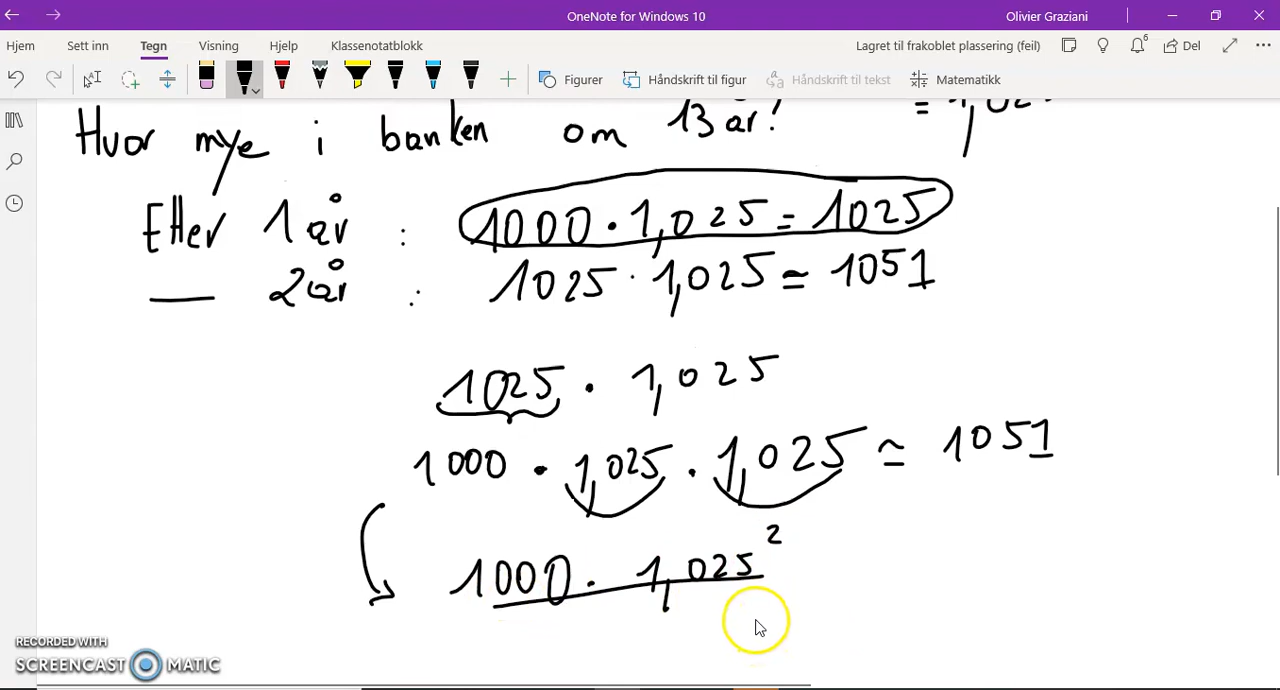 OneNote for Windows 10
Olivier Graziani
Hjem Sett inn Tegn Visning Hjelp Klassenotatblokk
Lagret til frakoblet plassering (feil) 6 Del
Figurer Håndskrift til figur Håndskrift til tekst Matematikk
Hvor mye i banken om 13 år?
Etter 1 år : 1000 · 1,025 = 1025
— 2 år : 1025 · 1,025 ≃ 1051
1025 · 1,025
1000 · 1,025 · 1,025 ≃ 1051
1000 · 1,025²
RECORDED WITH
SCREENCAST MATIC